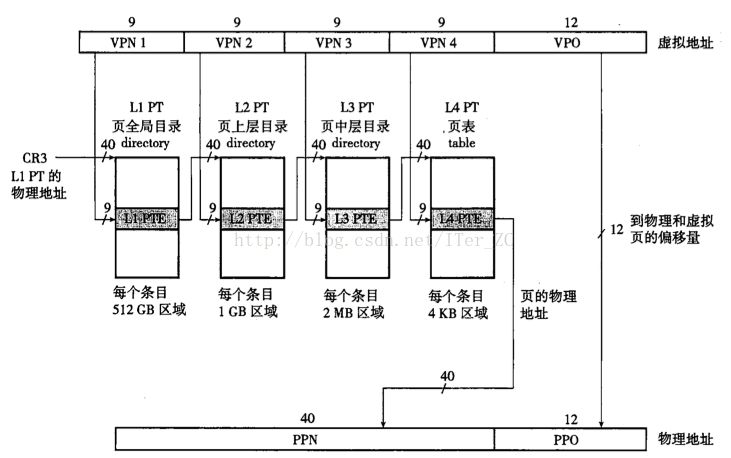 9 9 9 9 12
VPN 1 VPN 2 VPN 3 VPN 4 VPO 虚拟地址
L1 PT L2 PT L3 PT L4 PT
页全局目录 页上层目录 页中层目录 页表
directory directory directory table
40 40 40 40
CR3
L1 PT 的
物理地址
9 9 9 9
L1 PTE L2 PTE L3 PTE L4 PTE
12 到物理和虚拟
页的偏移量
http://blog.csdn.net/ITer_ZC
每个条目 每个条目 每个条目 每个条目
512 GB 区域 1 GB 区域 2 MB 区域 4 KB 区域
页的物理
地址
40
40 12
PPN PPO 物理地址